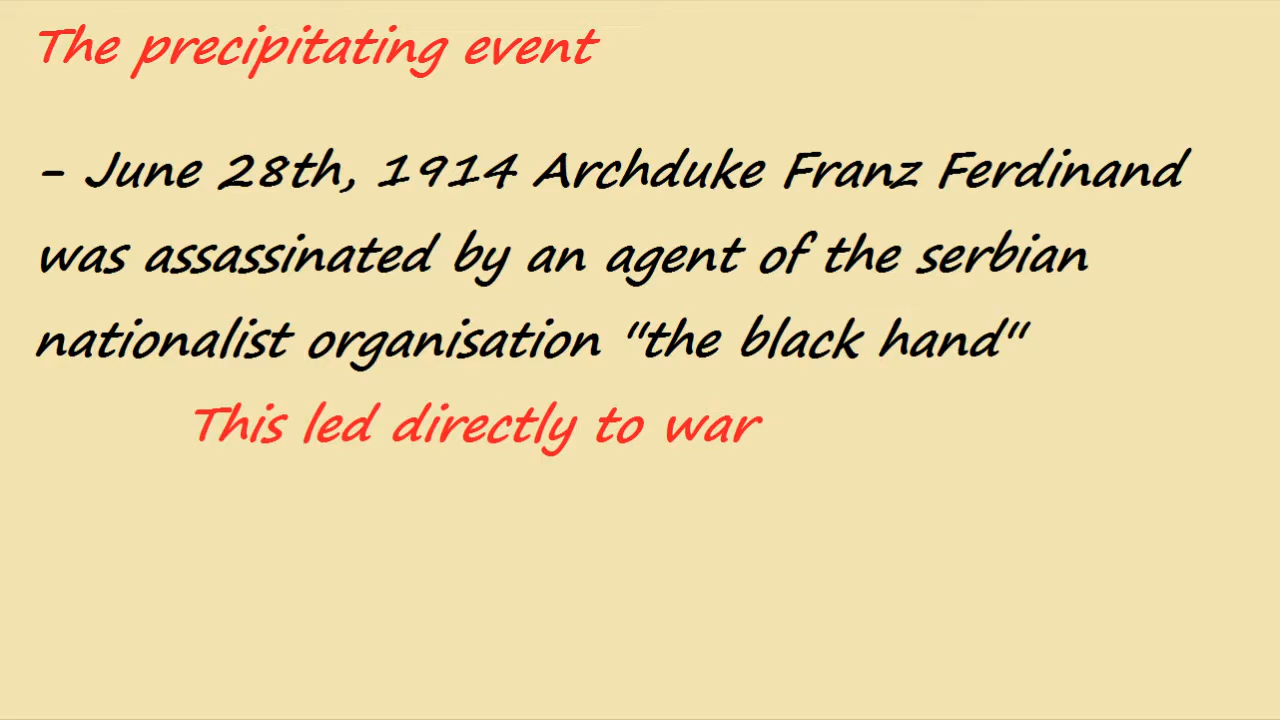 The precipitating event
- June 28th, 1914 Archduke Franz Ferdinand
was assassinated by an agent of the serbian
nationalist organisation "the black hand"
This led directly to war